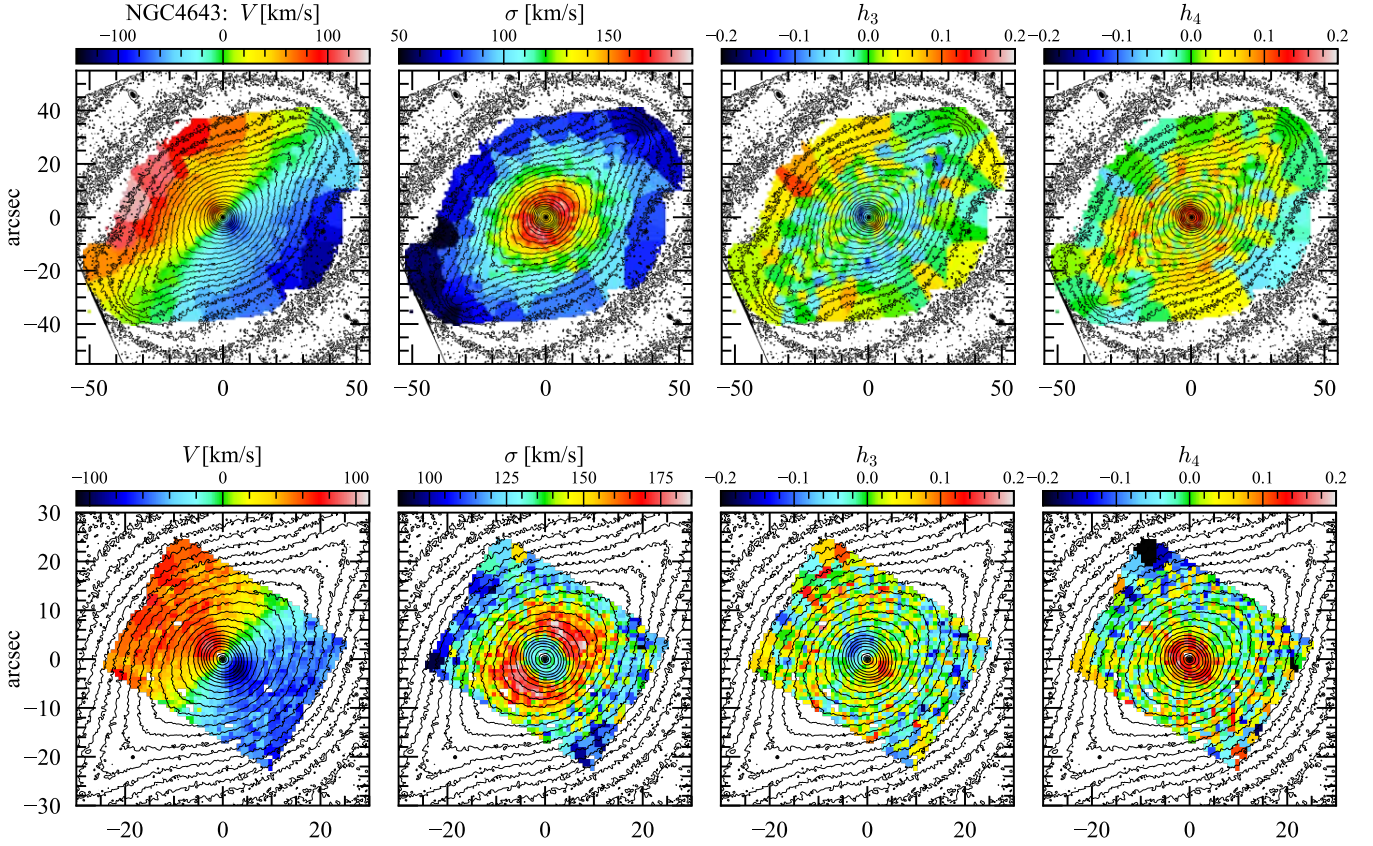 NGC4643: V [km/s]
σ [km/s]
h₃
h₄
−100 0 100
50 100 150
−0.2 −0.1 0.0 0.1 0.2
−0.2 −0.1 0.0 0.1 0.2
arcsec
40
20
0
−20
−40
−50 0 50
−50 0 50
−50 0 50
−50 0 50
V [km/s]
σ [km/s]
h₃
h₄
−100 0 100
100 125 150 175
−0.2 −0.1 0.0 0.1 0.2
−0.2 −0.1 0.0 0.1 0.2
arcsec
30
20
10
0
−10
−20
−30
−20 0 20
−20 0 20
−20 0 20
−20 0 20